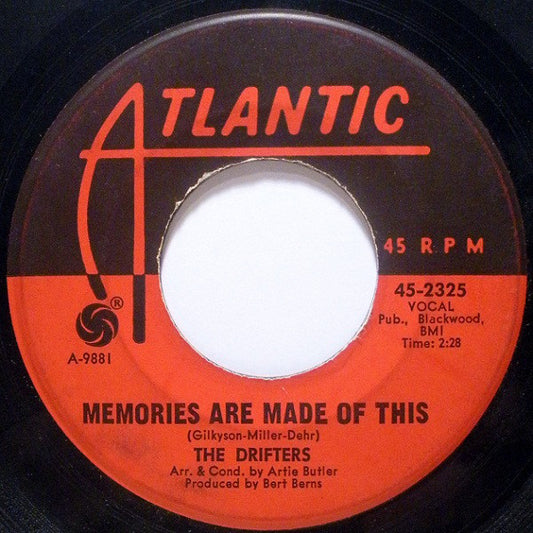 ATLANTIC
45 RPM
®
A-9881
45-2325
VOCAL
Pub., Blackwood,
BMI
Time: 2:28
MEMORIES ARE MADE OF THIS
(Gilkyson-Miller-Dehr)
THE DRIFTERS
Arr. & Cond. by Artie Butler
Produced by Bert Berns